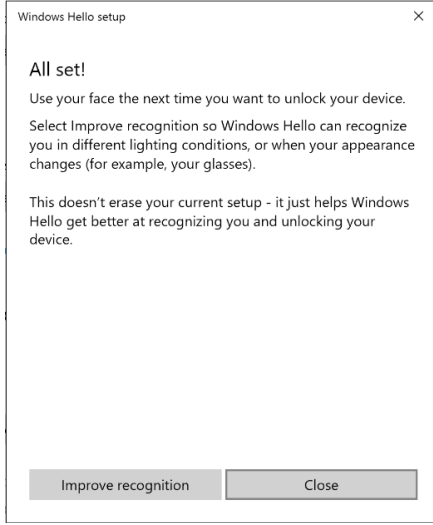 Windows Hello setup
All set!
Use your face the next time you want to unlock your device.
Select Improve recognition so Windows Hello can recognize
you in different lighting conditions, or when your appearance
changes (for example, your glasses).
This doesn’t erase your current setup - it just helps Windows
Hello get better at recognizing you and unlocking your
device.
Improve recognition
Close